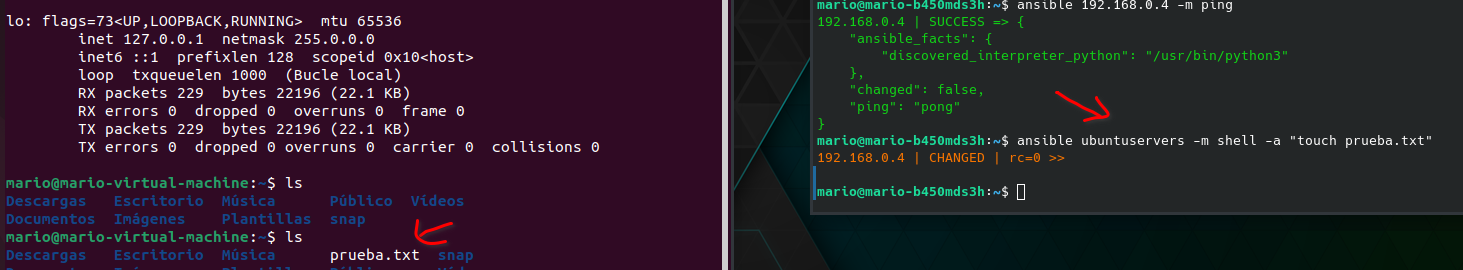 lo: flags=73<UP,LOOPBACK,RUNNING>  mtu 65536
        inet 127.0.0.1  netmask 255.0.0.0
        inet6 ::1  prefixlen 128  scopeid 0x10<host>
        loop  txqueuelen 1000  (Bucle local)
        RX packets 229  bytes 22196 (22.1 KB)
        RX errors 0  dropped 0  overruns 0  frame 0
        TX packets 229  bytes 22196 (22.1 KB)
        TX errors 0  dropped 0 overruns 0  carrier 0  collisions 0
mario@mario-virtual-machine:~$ ls
Descargas   Escritorio  Música      Público  Vídeos
Documentos  Imágenes    Plantillas  snap
mario@mario-virtual-machine:~$ ls
Descargas   Escritorio  Música      prueba.txt  snap
mario@mario-b450mds3h:~$ ansible 192.168.0.4 -m ping
192.168.0.4 | SUCCESS => {
    "ansible_facts": {
        "discovered_interpreter_python": "/usr/bin/python3"
    },
    "changed": false,
    "ping": "pong"
}
mario@mario-b450mds3h:~$ ansible ubuntuservers -m shell -a "touch prueba.txt"
192.168.0.4 | CHANGED | rc=0 >>
mario@mario-b450mds3h:~$